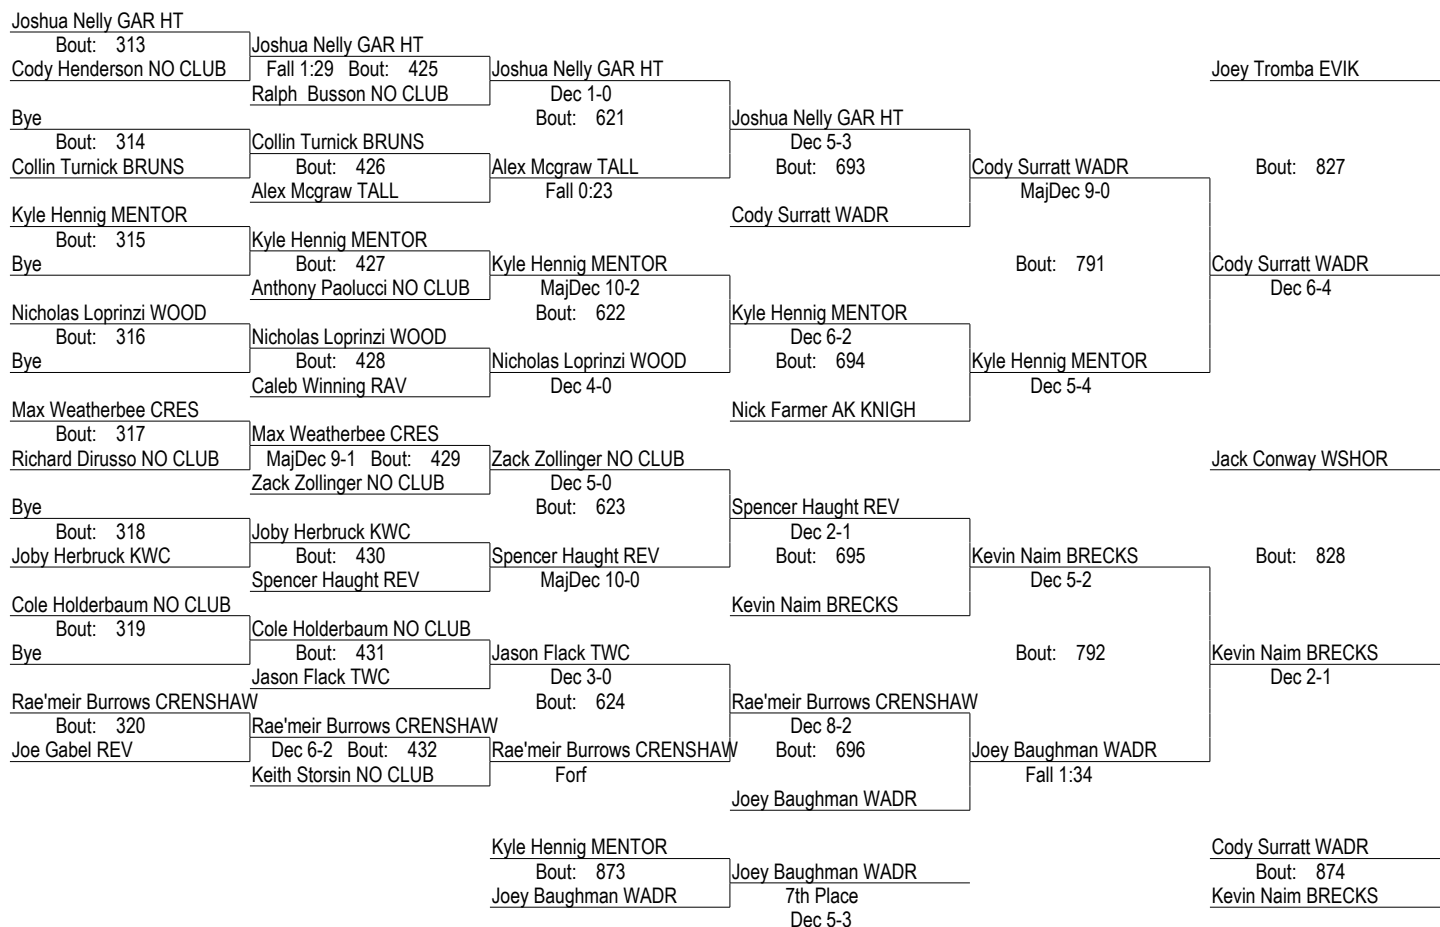 Joshua Nelly GAR HT
Bout: 313
Joshua Nelly GAR HT
Cody Henderson NO CLUB
Fall 1:29 Bout: 425
Joshua Nelly GAR HT
Joey Tromba EVIK
Ralph Busson NO CLUB
Dec 1-0
Bye
Bout: 621
Joshua Nelly GAR HT
Bout: 314
Collin Turnick BRUNS
Dec 5-3
Collin Turnick BRUNS
Bout: 426
Alex Mcgraw TALL
Bout: 693
Cody Surratt WADR
Bout: 827
Alex Mcgraw TALL
Fall 0:23
MajDec 9-0
Kyle Hennig MENTOR
Cody Surratt WADR
Bout: 315
Kyle Hennig MENTOR
Bye
Bout: 427
Kyle Hennig MENTOR
Bout: 791
Cody Surratt WADR
Anthony Paolucci NO CLUB
MajDec 10-2
Dec 6-4
Nicholas Loprinzi WOOD
Bout: 622
Kyle Hennig MENTOR
Bout: 316
Nicholas Loprinzi WOOD
Dec 6-2
Bye
Bout: 428
Nicholas Loprinzi WOOD
Bout: 694
Kyle Hennig MENTOR
Caleb Winning RAV
Dec 4-0
Dec 5-4
Max Weatherbee CRES
Nick Farmer AK KNIGH
Bout: 317
Max Weatherbee CRES
Richard Dirusso NO CLUB
MajDec 9-1 Bout: 429
Zack Zollinger NO CLUB
Jack Conway WSHOR
Zack Zollinger NO CLUB
Dec 5-0
Bye
Bout: 623
Spencer Haught REV
Bout: 318
Joby Herbruck KWC
Dec 2-1
Joby Herbruck KWC
Bout: 430
Spencer Haught REV
Bout: 695
Kevin Naim BRECKS
Bout: 828
Spencer Haught REV
MajDec 10-0
Dec 5-2
Cole Holderbaum NO CLUB
Kevin Naim BRECKS
Bout: 319
Cole Holderbaum NO CLUB
Bye
Bout: 431
Jason Flack TWC
Bout: 792
Kevin Naim BRECKS
Jason Flack TWC
Dec 3-0
Dec 2-1
Rae'meir Burrows CRENSHAW
Bout: 624
Rae'meir Burrows CRENSHAW
Bout: 320
Rae'meir Burrows CRENSHAW
Dec 8-2
Joe Gabel REV
Dec 6-2 Bout: 432
Rae'meir Burrows CRENSHAW
Bout: 696
Joey Baughman WADR
Keith Storsin NO CLUB
Forf
Fall 1:34
Joey Baughman WADR
Kyle Hennig MENTOR
Cody Surratt WADR
Bout: 873
Joey Baughman WADR
Bout: 874
Joey Baughman WADR
7th Place
Kevin Naim BRECKS
Dec 5-3